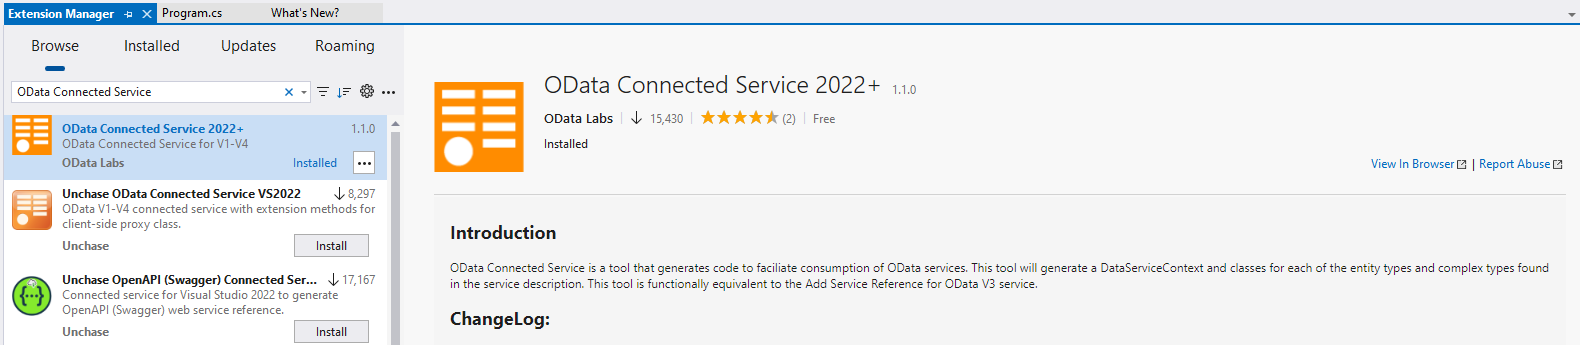 Extension Manager
Program.cs
What's New?
Browse
Installed
Updates
Roaming
OData Connected Service
OData Connected Service 2022+ 1.1.0
OData Connected Service for V1-V4
OData Labs Installed
Unchase OData Connected Service VS2022 8,297
OData V1-V4 connected service with extension methods for
client-side proxy class.
Unchase Install
Unchase OpenAPI (Swagger) Connected Ser... 17,167
Connected service for Visual Studio 2022 to generate
OpenAPI (Swagger) web service reference.
Unchase Install
OData Connected Service 2022+ 1.1.0
OData Labs 15,430 (2) Free
Installed
View In Browser | Report Abuse
Introduction
OData Connected Service is a tool that generates code to faciliate consumption of OData services. This tool will generate a DataServiceContext and classes for each of the entity types and complex types found
in the service description. This tool is functionally equivalent to the Add Service Reference for OData V3 service.
ChangeLog: